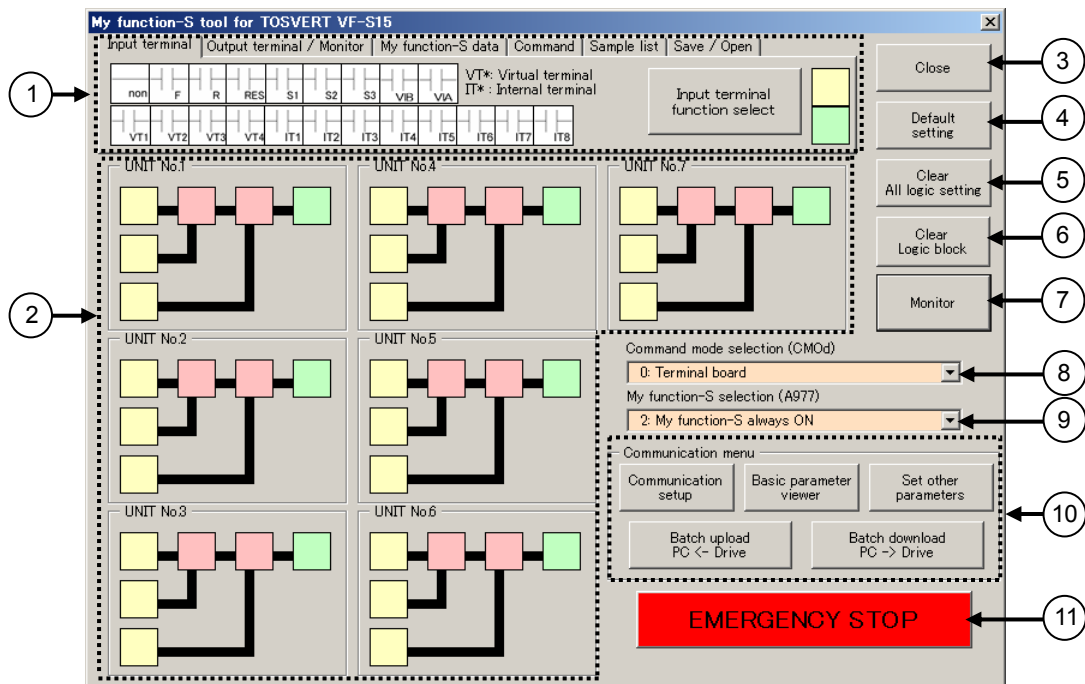 My function-S tool for TOSVERT VF-S15
Input terminal
Output terminal / Monitor
My function-S data
Command
Sample list
Save / Open
non F R RES S1 S2 S3 VIB VIA
VT*: Virtual terminal
IT* : Internal terminal
VT1 VT2 VT3 VT4 IT1 IT2 IT3 IT4 IT5 IT6 IT7 IT8
Input terminal
function select
Close
Default
setting
Clear
All logic setting
Clear
Logic block
Monitor
1
2
3
4
5
6
7
8
9
10
11
UNIT No.1
UNIT No.4
UNIT No.7
UNIT No.2
UNIT No.5
UNIT No.3
UNIT No.6
Command mode selection (CMOd)
0: Terminal board
My function-S selection (A977)
2: My function-S always ON
Communication menu
Communication
setup
Basic parameter
viewer
Set other
parameters
Batch upload
PC <- Drive
Batch download
PC -> Drive
EMERGENCY STOP